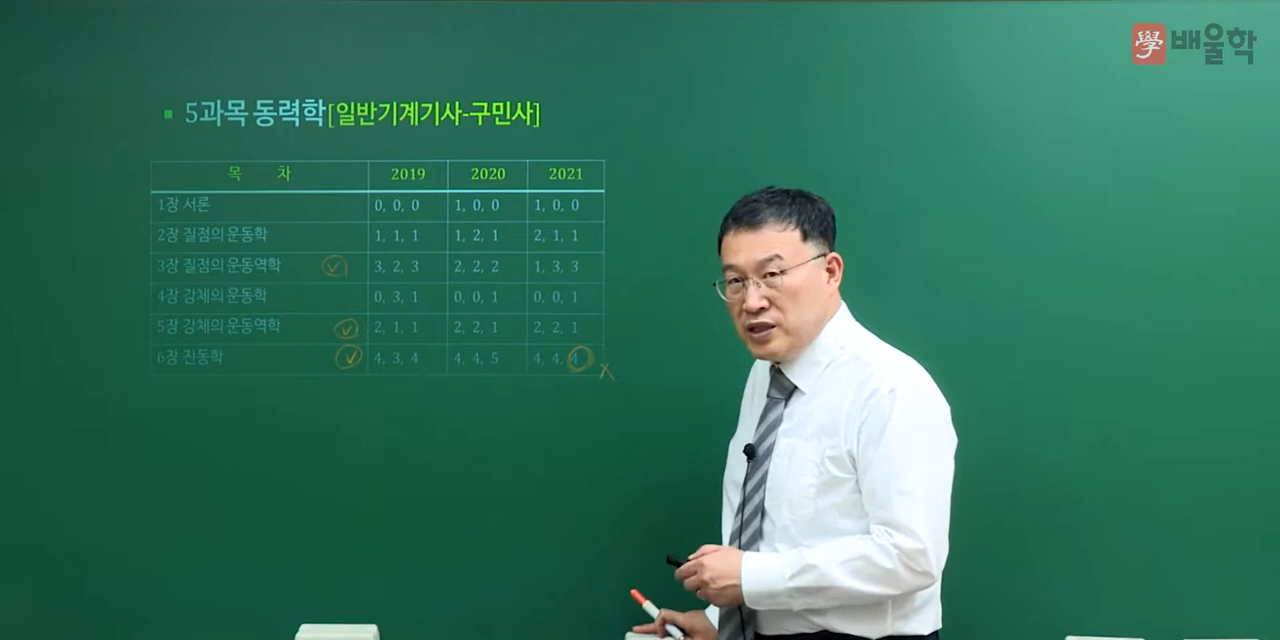 學 배울학
5과목 동력학[일반기계기사-구민사]
목 차 2019 2020 2021
1장 서론 0, 0, 0 1, 0, 0 1, 0, 0
2장 질점의 운동학 1, 1, 1 1, 2, 1 2, 1, 1
3장 질점의 운동역학 3, 2, 3 2, 2, 2 1, 3, 3
4장 강체의 운동학 0, 3, 1 0, 0, 1 0, 0, 1
5장 강체의 운동역학 2, 1, 1 2, 2, 1 2, 2, 1
6장 진동학 4, 3, 4 4, 4, 5 4, 4, 4